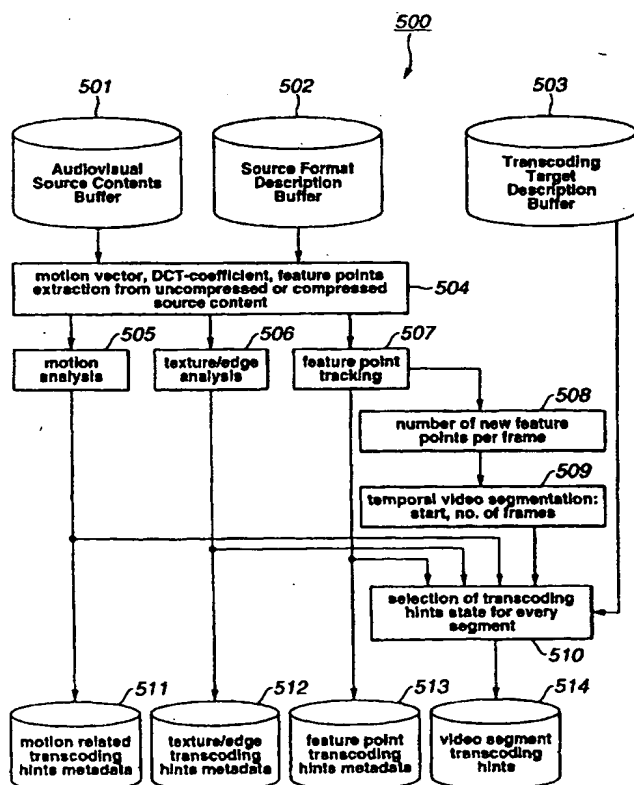 500
501
502
503
Audiovisual
Source Contents
Buffer
Source Format
Description
Buffer
Transcoding
Target
Description
Buffer
motion vector, DCT-coefficient, feature points
extraction from uncompressed or compressed
source content
504
505
506
507
motion
analysis
texture/edge
analysis
feature point
tracking
508
number of new feature
points per frame
509
temporal video segmentation:
start, no. of frames
selection of transcoding
hints state for every
segment
510
511
512
513
514
motion related
transcoding
hints metadata
texture/edge
transcoding
hints metadata
feature point
transcoding
hints metadata
video segment
transcoding
hints